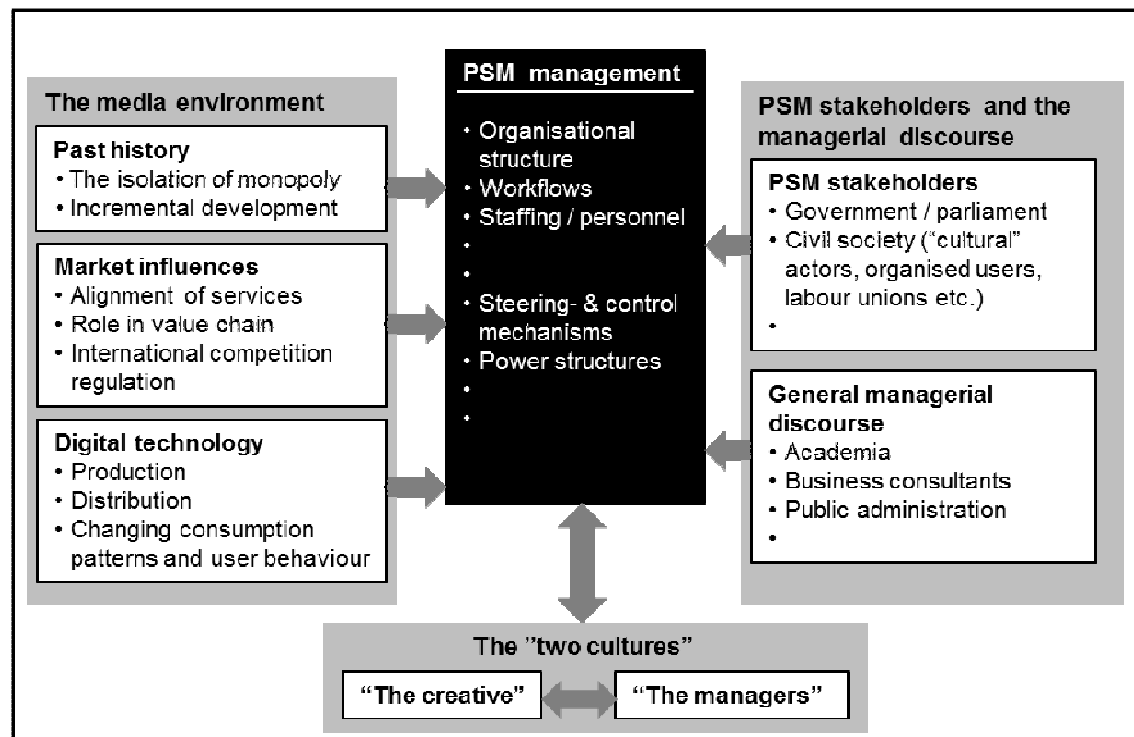 The media environment
Past history
• The isolation of monopoly
• Incremental development
Market influences
• Alignment of services
• Role in value chain
• International competition
regulation
Digital technology
• Production
• Distribution
• Changing consumption
patterns and user behaviour
PSM management
• Organisational
structure
• Workflows
• Staffing / personnel
•
•
• Steering- & control
mechanisms
• Power structures
•
•
PSM stakeholders and the
managerial discourse
PSM stakeholders
• Government / parliament
• Civil society (“cultural”
actors, organised users,
labour unions etc.)
•
General managerial
discourse
• Academia
• Business consultants
• Public administration
•
The ”two cultures”
“The creative”
“The managers”